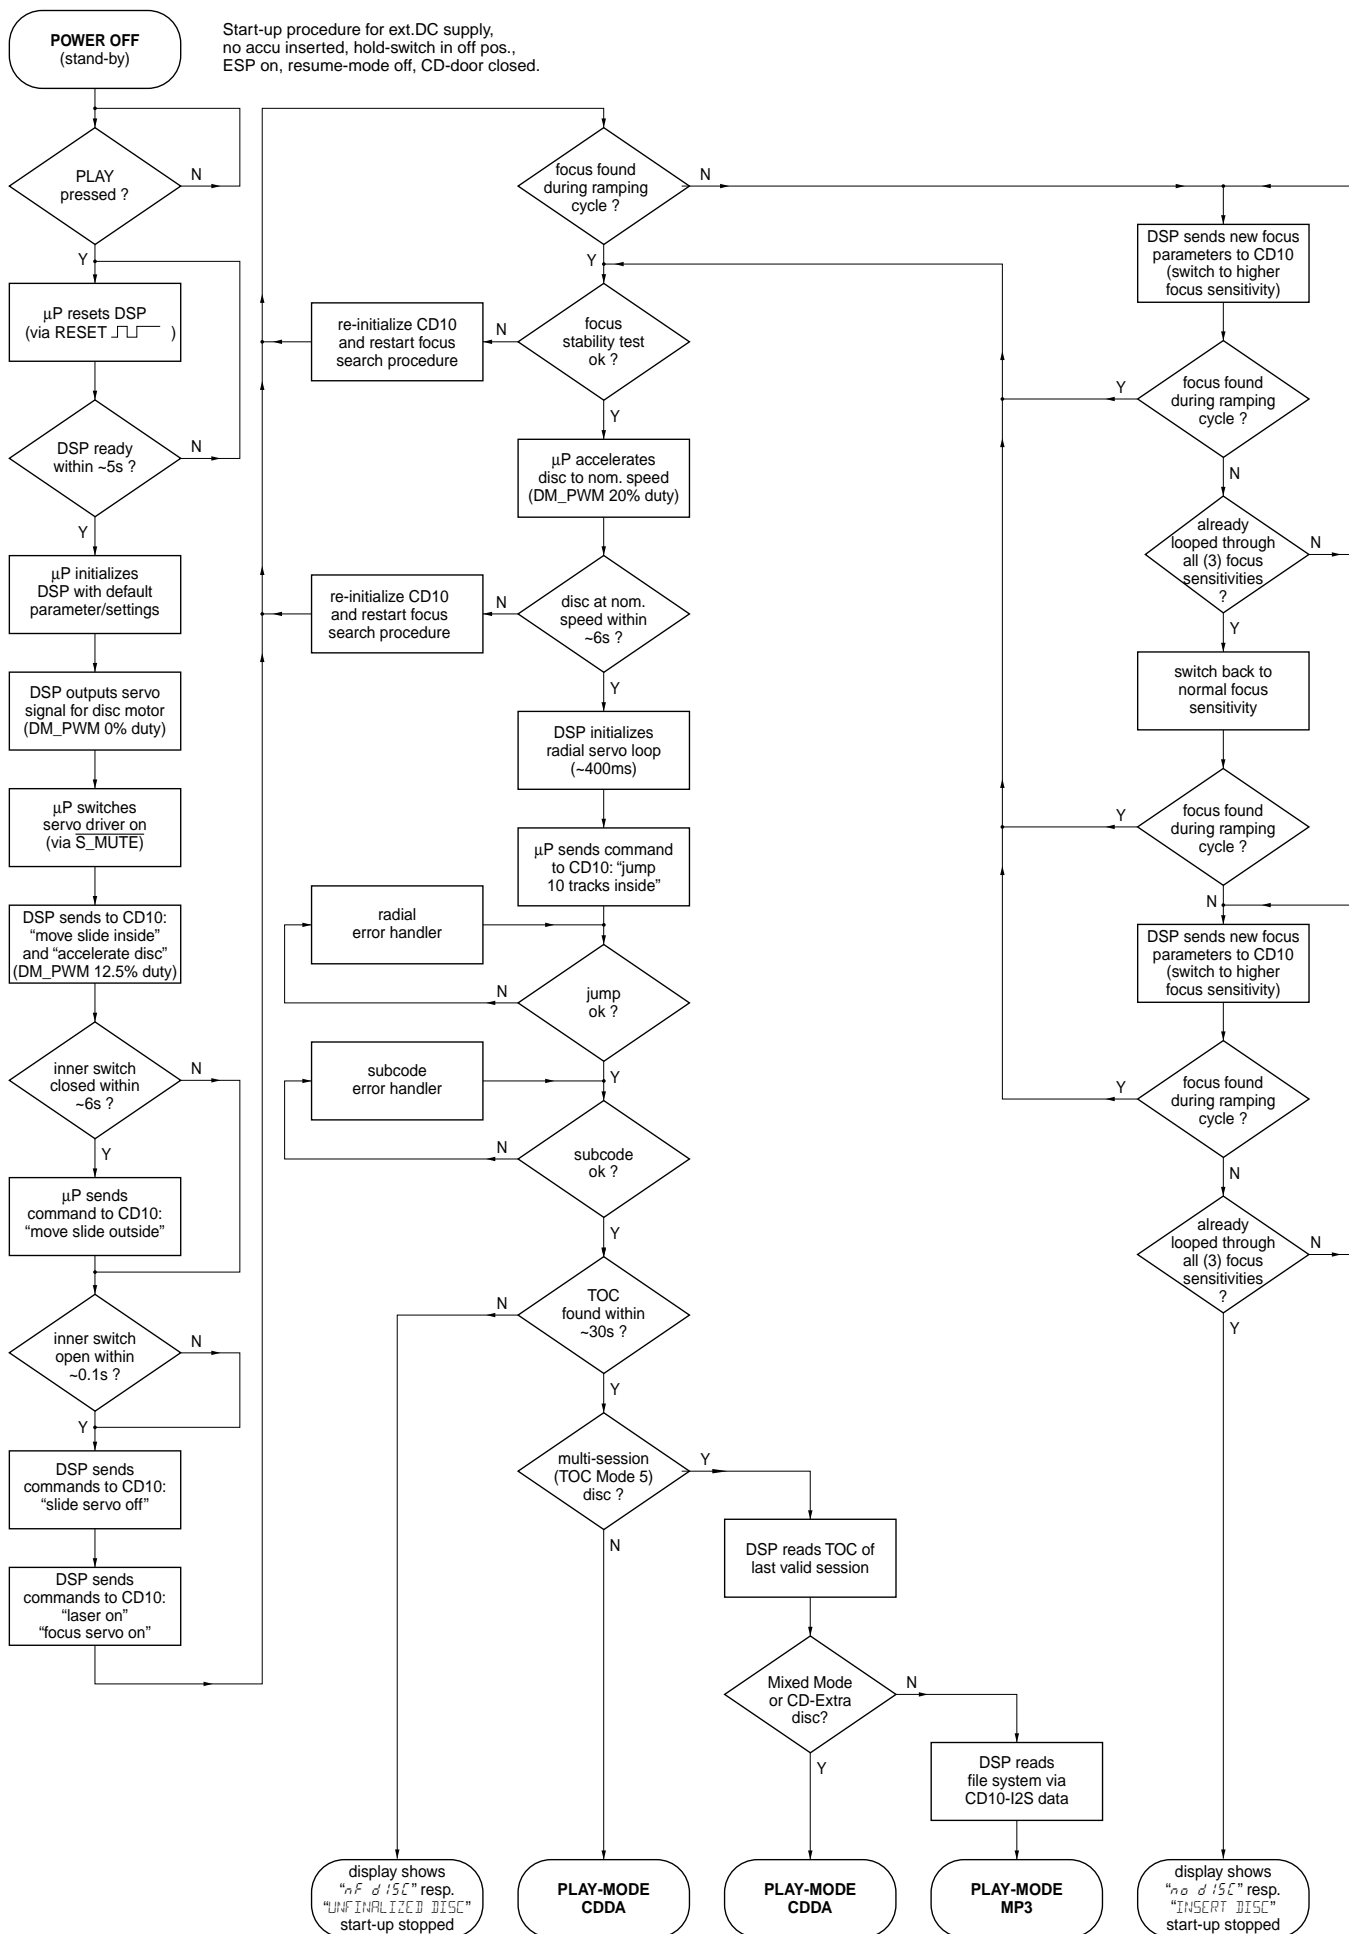 POWER OFF
(stand-by)
Start-up procedure for ext.DC supply,
no accu inserted, hold-switch in off pos.,
ESP on, resume-mode off, CD-door closed.
PLAY
pressed ?
N
Y
µP resets DSP
(via RESET )
DSP ready
within ~5s ?
N
Y
µP initializes
DSP with default
parameter/settings
DSP outputs servo
signal for disc motor
(DM_PWM 0% duty)
µP switches
servo driver on
(via S_MUTE)
DSP sends to CD10:
“move slide inside”
and “accelerate disc”
(DM_PWM 12.5% duty)
inner switch
closed within
~6s ?
N
Y
µP sends
command to CD10:
“move slide outside”
inner switch
open within
~0.1s ?
N
Y
DSP sends
commands to CD10:
“slide servo off”
DSP sends
commands to CD10:
“laser on”
“focus servo on”
focus found
during ramping
cycle ?
N
Y
focus
stability test
ok ?
N
re-initialize CD10
and restart focus
search procedure
Y
µP accelerates
disc to nom. speed
(DM_PWM 20% duty)
disc at nom.
speed within
~6s ?
N
re-initialize CD10
and restart focus
search procedure
Y
DSP initializes
radial servo loop
(~400ms)
µP sends command
to CD10: “jump
10 tracks inside”
radial
error handler
jump
ok ?
N
Y
subcode
error handler
subcode
ok ?
N
Y
TOC
found within
~30s ?
N
Y
multi-session
(TOC Mode 5)
disc ?
Y
N
DSP reads TOC of
last valid session
Mixed Mode
or CD-Extra
disc?
N
Y
DSP reads
file system via
CD10-I2S data
DSP sends new focus
parameters to CD10
(switch to higher
focus sensitivity)
focus found
during ramping
cycle ?
Y
N
already
looped through
all (3) focus
sensitivities
?
N
Y
switch back to
normal focus
sensitivity
focus found
during ramping
cycle ?
Y
N
DSP sends new focus
parameters to CD10
(switch to higher
focus sensitivity)
focus found
during ramping
cycle ?
Y
N
already
looped through
all (3) focus
sensitivities
?
N
Y
display shows
“nF dISC” resp.
“UNFINALIZED DISC”
start-up stopped
PLAY-MODE
CDDA
PLAY-MODE
CDDA
PLAY-MODE
MP3
display shows
“no dISC” resp.
“INSERT DISC”
start-up stopped